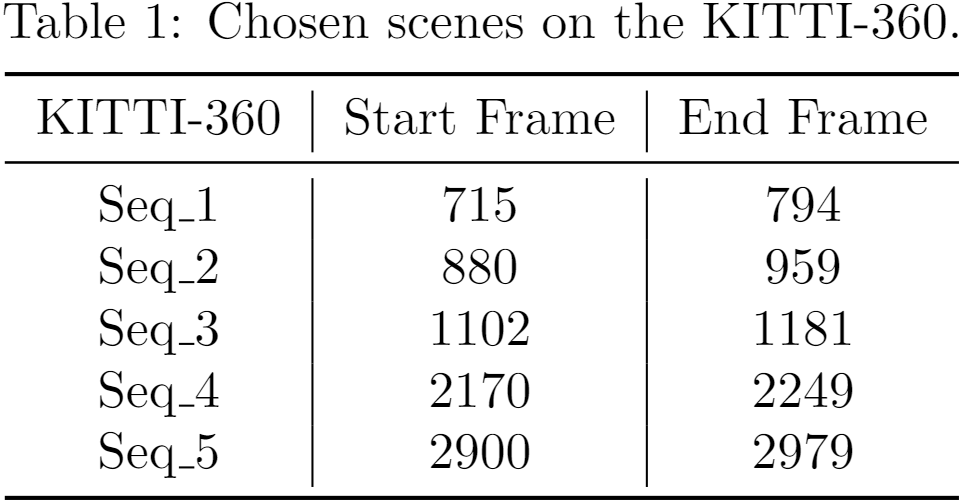 Table 1: Chosen scenes on the KITTI-360.
KITTI-360 Start Frame End Frame
Seq_1 715 794
Seq_2 880 959
Seq_3 1102 1181
Seq_4 2170 2249
Seq_5 2900 2979